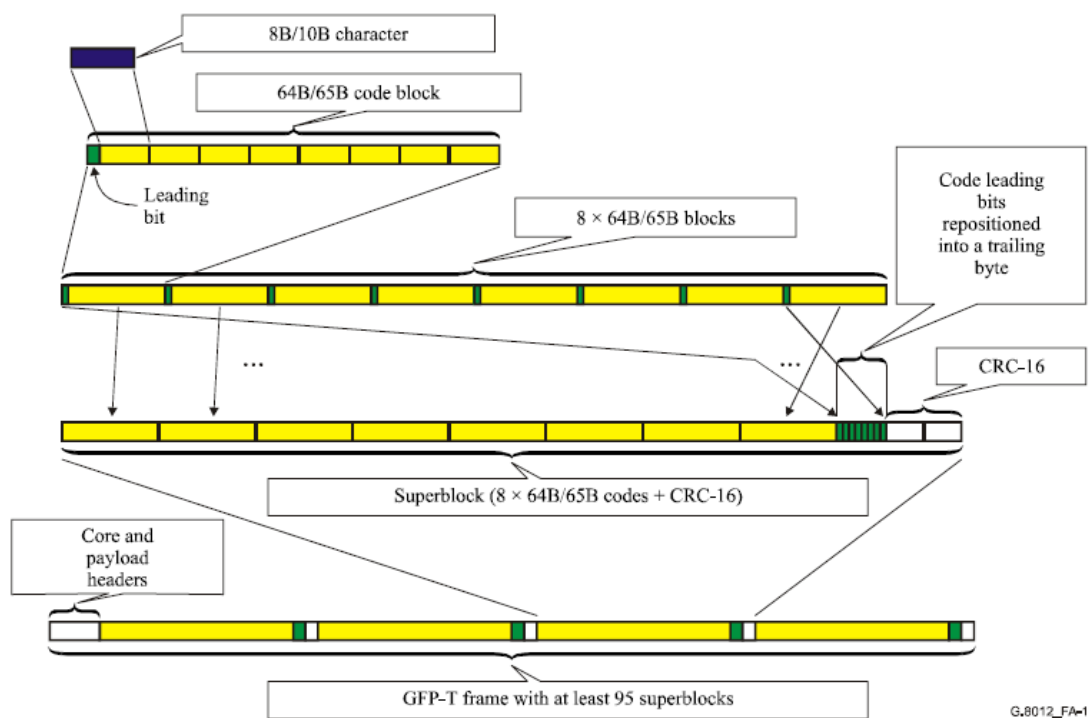 8B/10B character
64B/65B code block
Leading
bit
Code leading
bits
repositioned
into a trailing
byte
8 × 64B/65B blocks
...
...
CRC-16
Superblock (8 × 64B/65B codes + CRC-16)
Core and
payload
headers
GFP-T frame with at least 95 superblocks
G.8012_FA-1